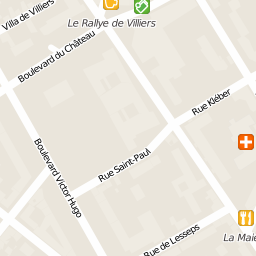 Villa de Villiers
Le Rallye de Villiers
Boulevard du Château
Rue Kléber
Boulevard Victor Hugo
Rue Saint-Paul
Rue de Lesseps
La Maie